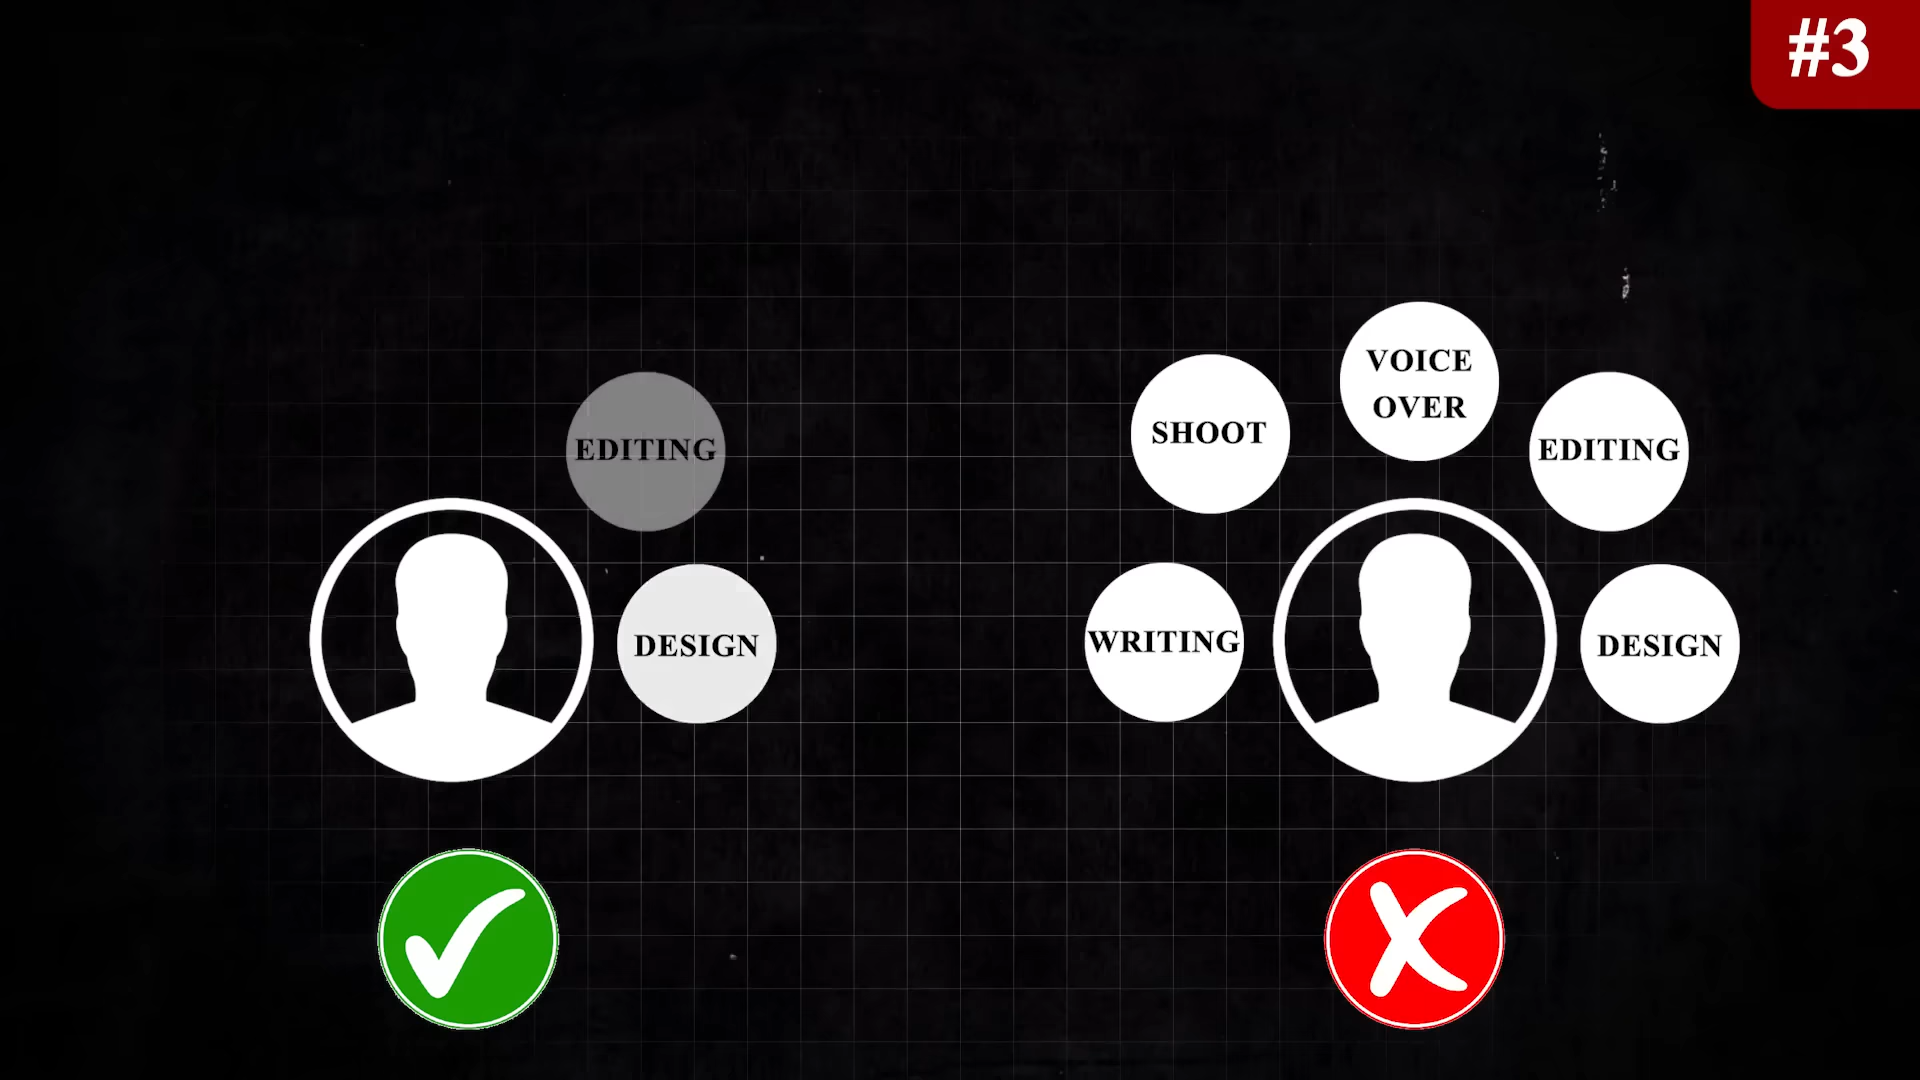 #3
EDITING
DESIGN
SHOOT
VOICE
OVER
EDITING
WRITING
DESIGN